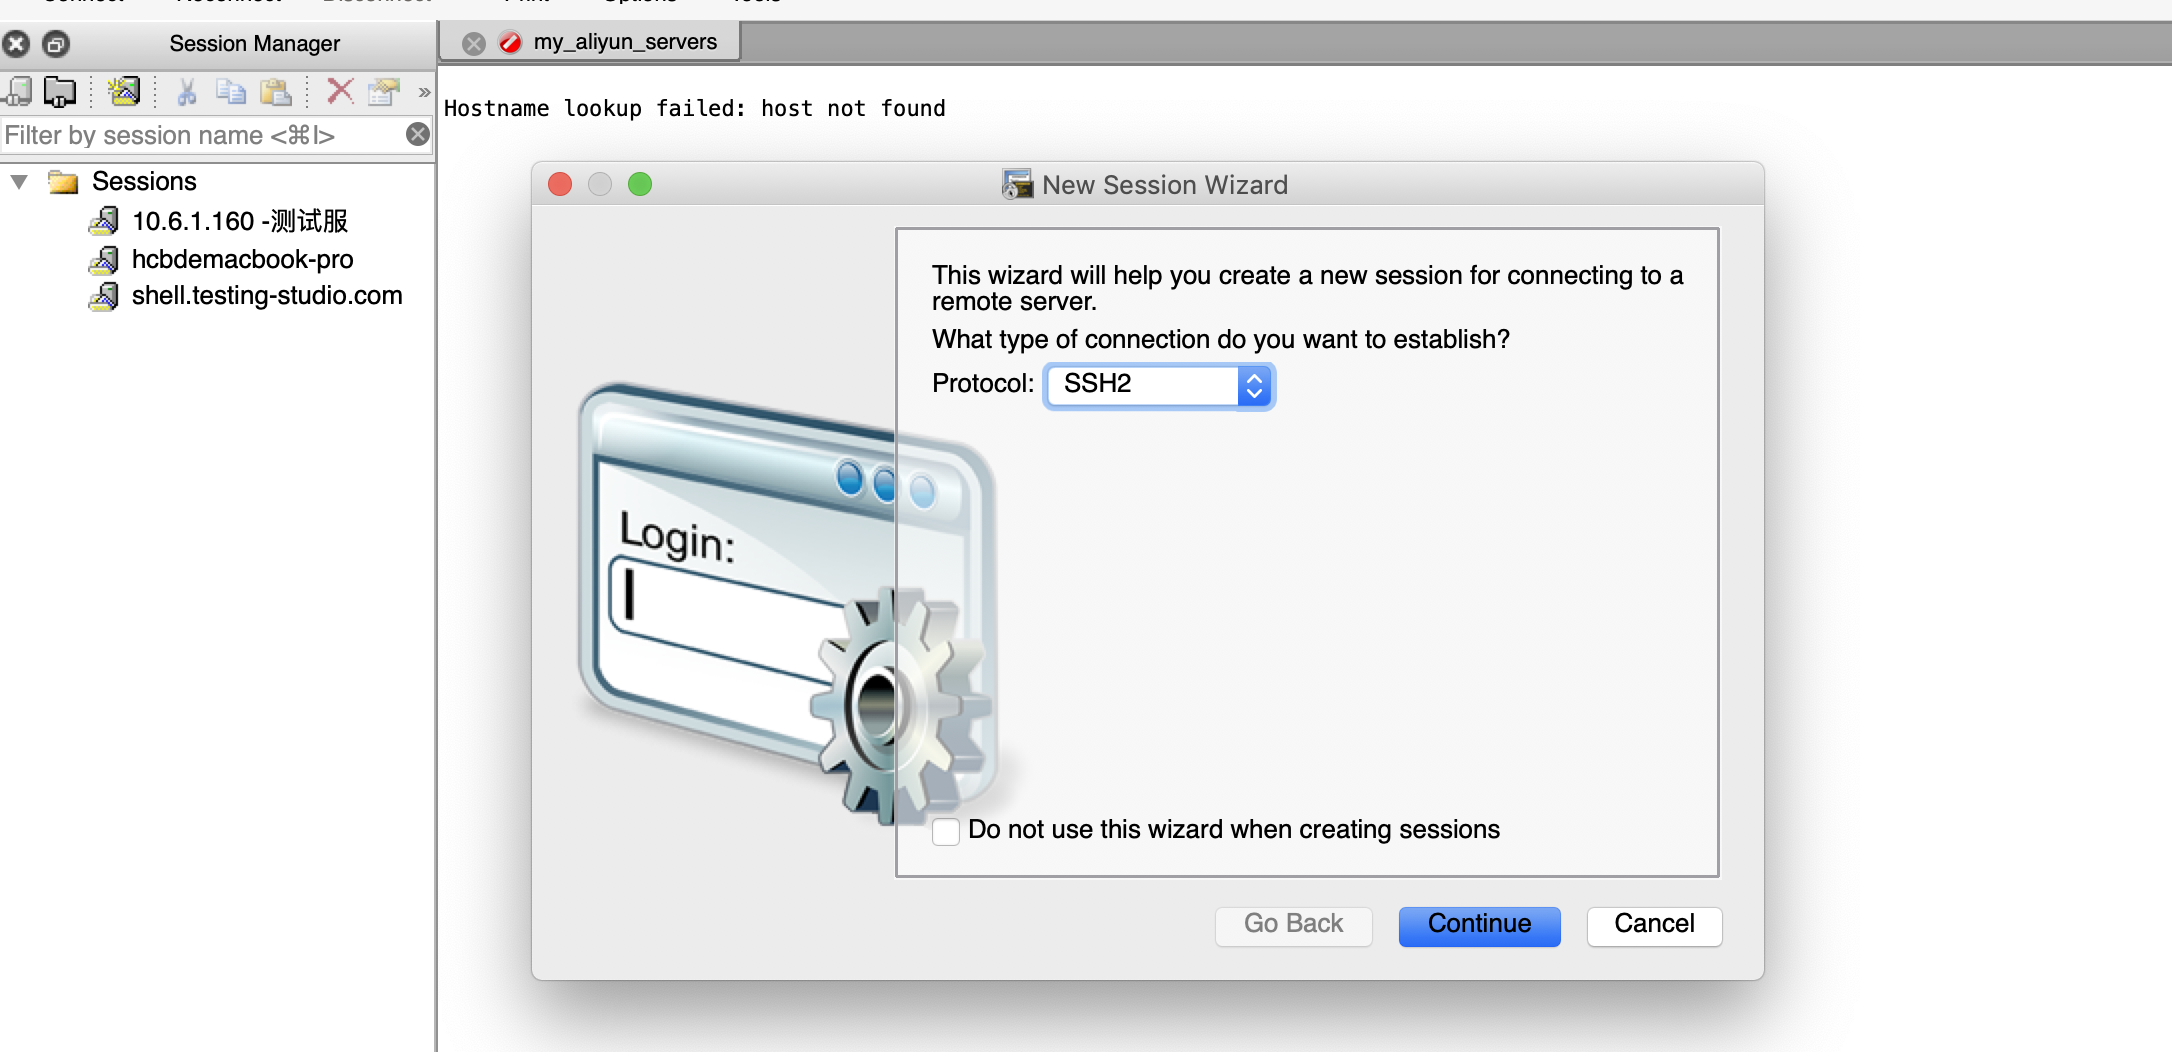 Session Manager
my_aliyun_servers
Hostname lookup failed: host not found
Filter by session name <⌘I>
Sessions
10.6.1.160 -测试服
hcbdemacbook-pro
shell.testing-studio.com
New Session Wizard
This wizard will help you create a new session for connecting to a
remote server.
What type of connection do you want to establish?
Protocol: SSH2
Login:
Do not use this wizard when creating sessions
Go Back Continue Cancel